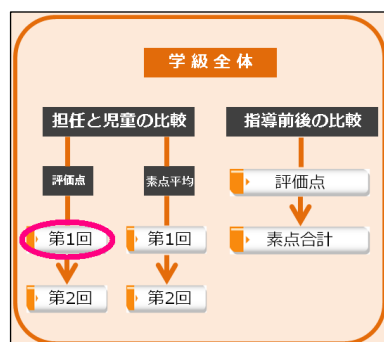 学級全体
担任と児童の比較
指導前後の比較
評価点
素点平均
評価点
第1回
第1回
素点合計
第2回
第2回